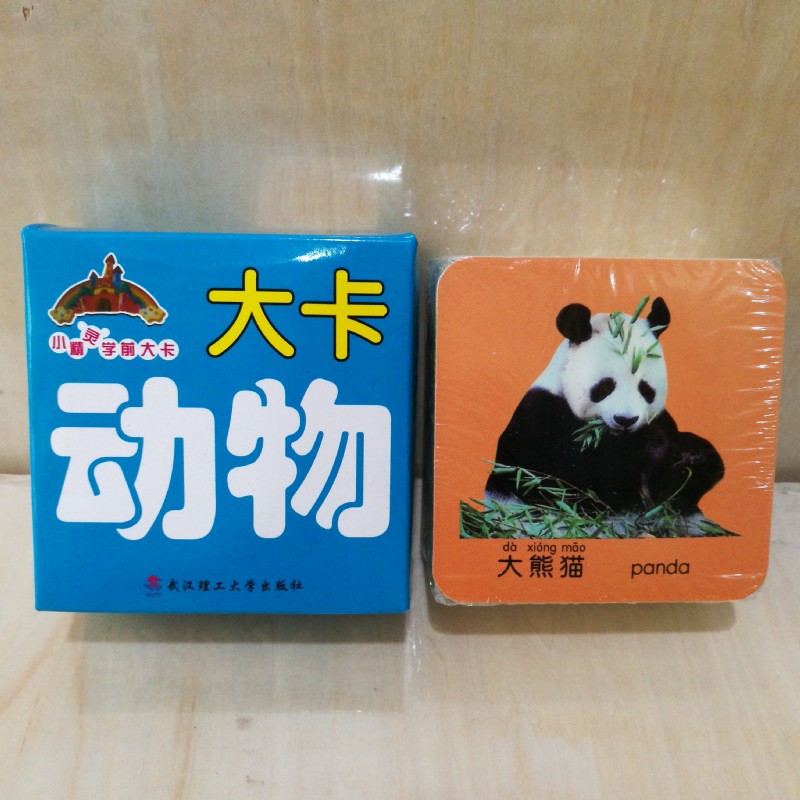 小精灵学前大卡
大卡
动物
武汉理工大学出版社
dà xióng māo
大熊猫 panda